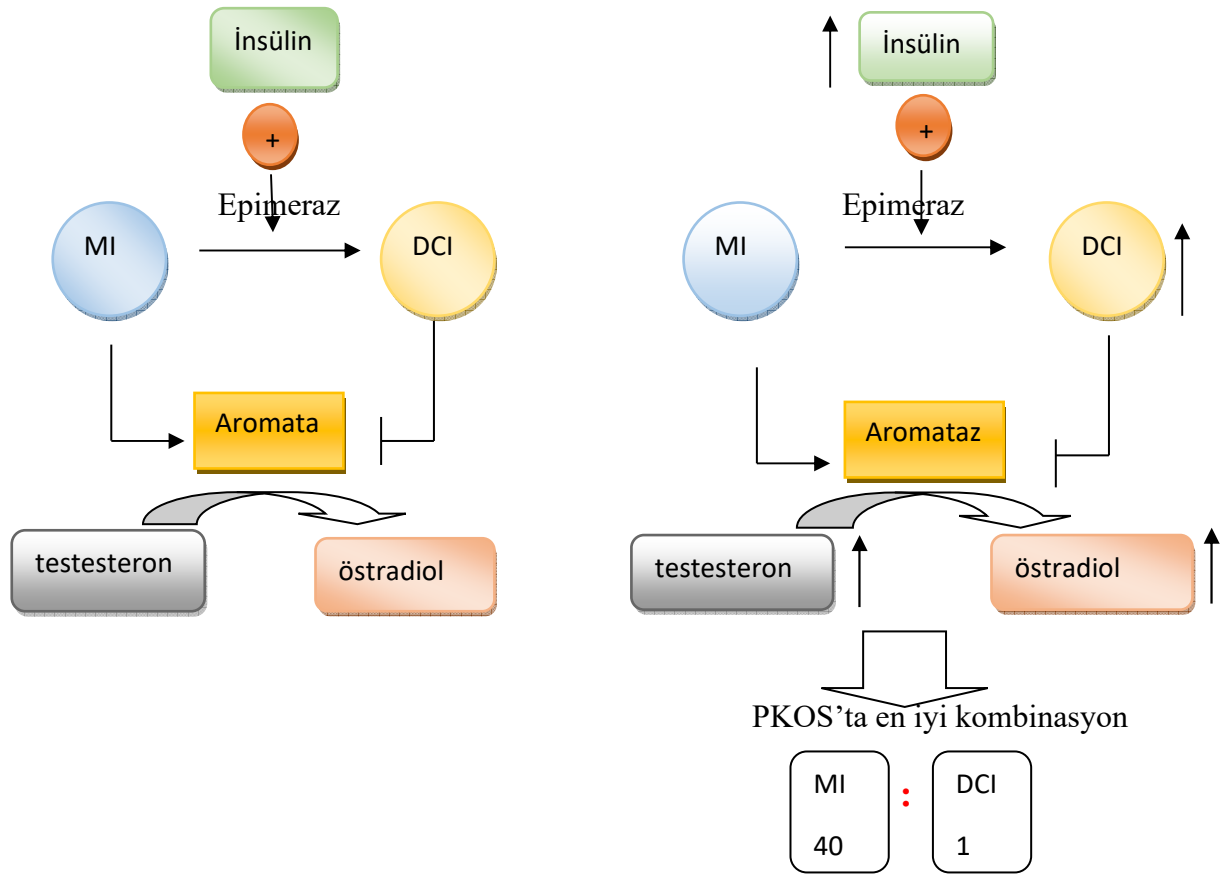 İnsülin
+
Epimeraz
MI
DCI
Aromata
testesteron
östradiol
İnsülin
+
Epimeraz
MI
DCI
Aromataz
testesteron
östradiol
PKOS’ta en iyi kombinasyon
MI : DCI
40 1